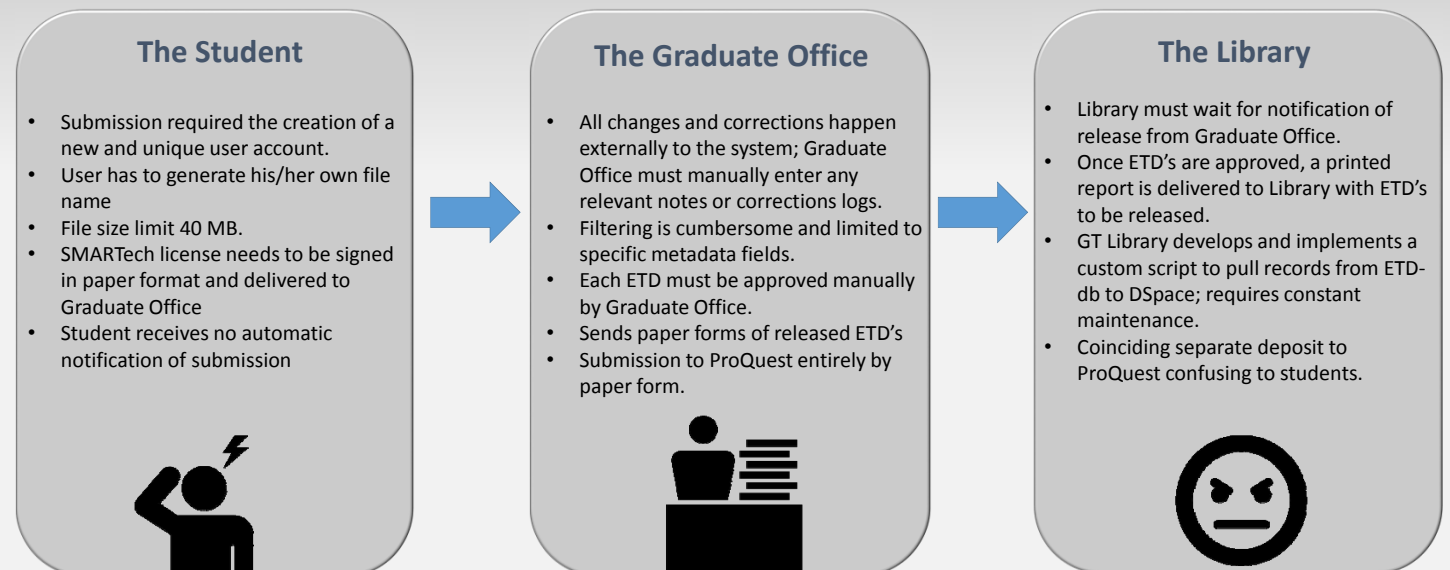 The Student
• Submission required the creation of a
new and unique user account.
• User has to generate his/her own file
name
• File size limit 40 MB.
• SMARTech license needs to be signed
in paper format and delivered to
Graduate Office
• Student receives no automatic
notification of submission
The Graduate Office
• All changes and corrections happen
externally to the system; Graduate
Office must manually enter any
relevant notes or corrections logs.
• Filtering is cumbersome and limited to
specific metadata fields.
• Each ETD must be approved manually
by Graduate Office.
• Sends paper forms of released ETD's
• Submission to ProQuest entirely by
paper form.
The Library
• Library must wait for notification of
release from Graduate Office.
• Once ETD's are approved, a printed
report is delivered to Library with ETD's
to be released.
• GT Library develops and implements a
custom script to pull records from ETD-
db to DSpace; requires constant
maintenance.
• Coinciding separate deposit to
ProQuest confusing to students.